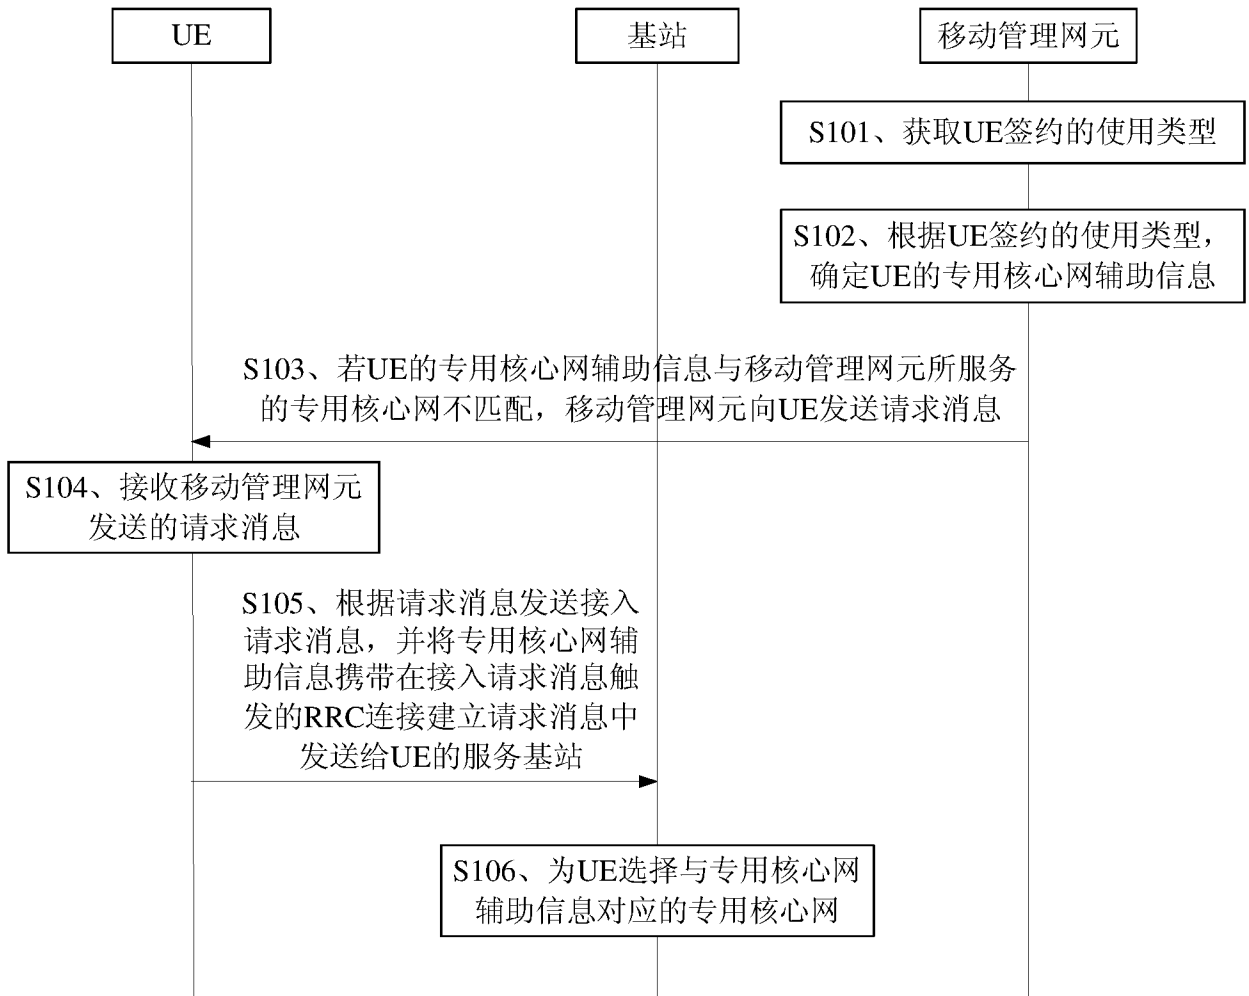 UE
基站
移动管理网元
S101、获取UE签约的使用类型
S102、根据UE签约的使用类型，
确定UE的专用核心网辅助信息
S103、若UE的专用核心网辅助信息与移动管理网元所服务
的专用核心网不匹配，移动管理网元向UE发送请求消息
S104、接收移动管理网元
发送的请求消息
S105、根据请求消息发送接入
请求消息，并将专用核心网辅
助信息携带在接入请求消息触
发的RRC连接建立请求消息中
发送给UE的服务基站
S106、为UE选择与专用核心网
辅助信息对应的专用核心网